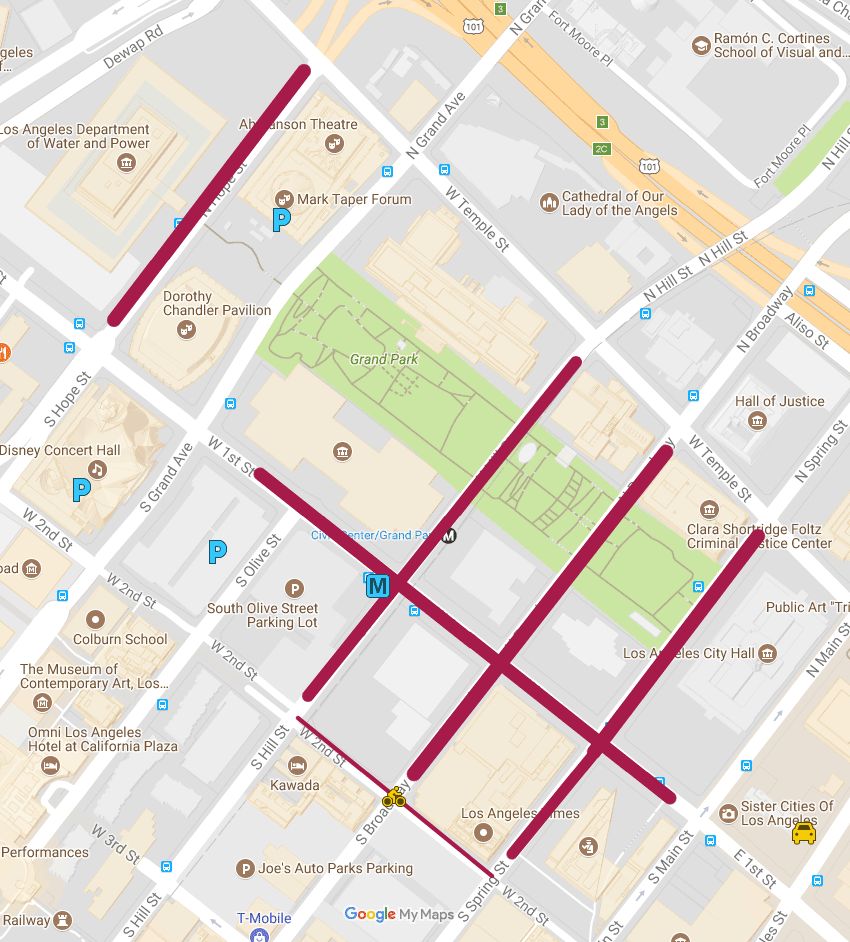 3
101
N Grand Ave
Fort Moore Pl
Ramón C. Cortines
School of Visual and...
Dewap Rd
Los Angeles Department
of Water and Power
Ahmanson Theatre
N Grand Ave
3
2C
101
Fort Moore Pl
N Hill St
N Hope St
Mark Taper Forum
P
W Temple St
Cathedral of Our
Lady of the Angels
N Hill St
N Hill St
Dorothy
Chandler Pavilion
N Broadway
Aliso St
Grand Park
S Hope St
Hall of Justice
Disney Concert Hall
W 1st St
W Temple St
N Spring St
S Grand Ave
P
Clara Shortridge Foltz
Criminal Justice Center
W 2nd St
Civic Center/Grand Park
M
P
S Olive St
M
P
W 2nd St
South Olive Street
Parking Lot
Public Art "Tri
Colburn School
W 2nd St
Los Angeles City Hall
N Main St
The Museum of
Contemporary Art, Los...
Omni Los Angeles
Hotel at California Plaza
S Hill St
W 2nd St
Kawada
S Broadway
Los Angeles Times
Sister Cities Of
Los Angeles
W 3rd St
Performances
P
Joe's Auto Parks Parking
S Spring St
S Main St
E 1st St
W 2nd St
Google My Maps
T-Mobile
Railway
S Hill St